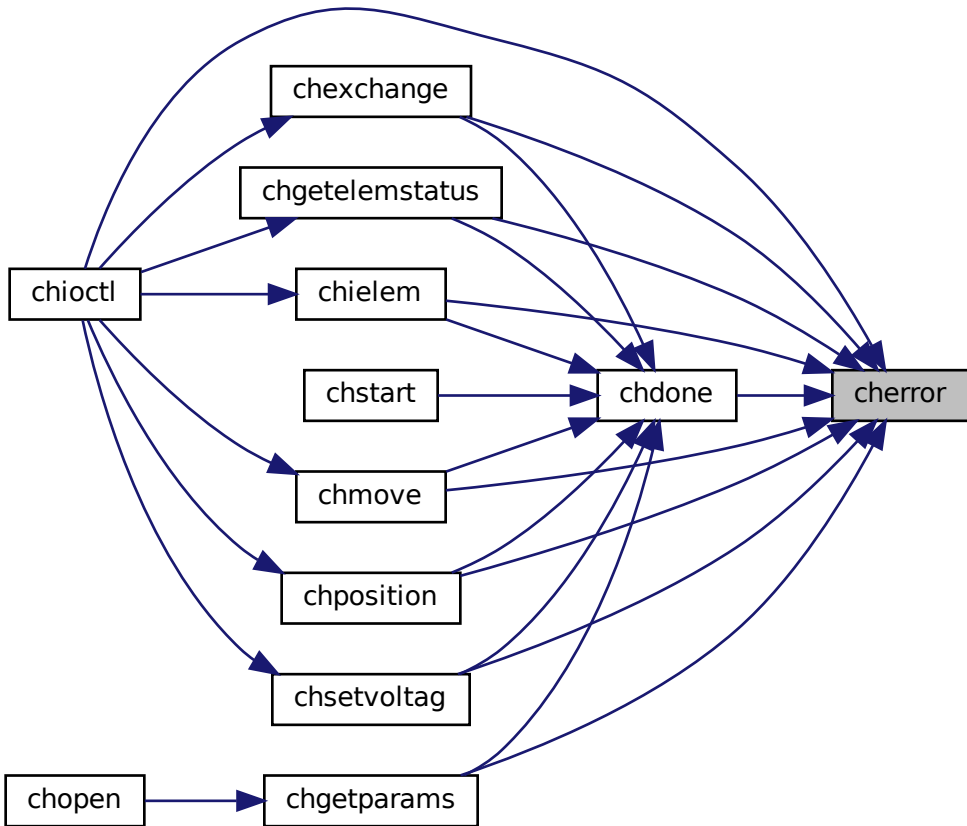 chexchange
chgetelemstatus
chioctl
chielem
chstart
chdone
cherror
chmove
chposition
chsetvoltag
chopen
chgetparams